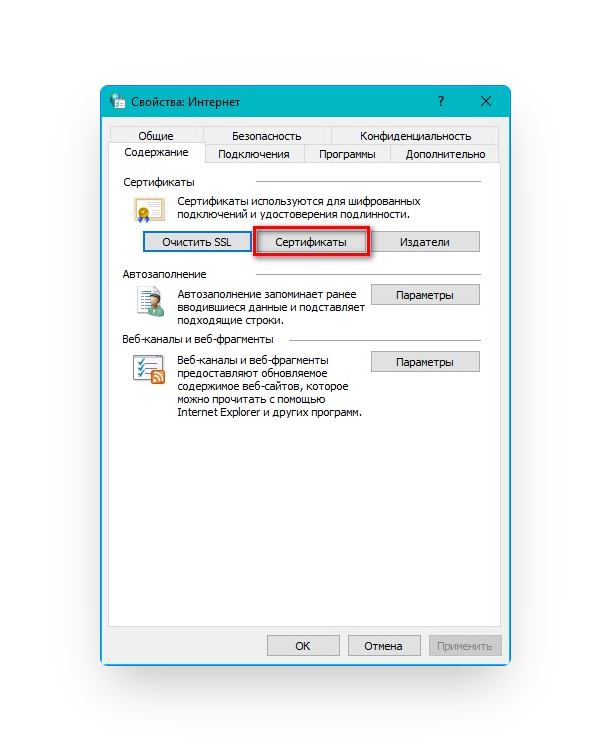 Свойства: Интернет
?
Общие
Безопасность
Конфиденциальность
Содержание
Подключения
Программы
Дополнительно
Сертификаты
Сертификаты используются для шифрованных
подключений и удостоверения подлинности.
Очистить SSL
Сертификаты
Издатели
Автозаполнение
Автозаполнение запоминает ранее
вводившиеся данные и подставляет
подходящие строки.
Параметры
Веб-каналы и веб-фрагменты
Веб-каналы и веб-фрагменты
предоставляют обновляемое
содержимое веб-сайтов, которое
можно прочитать с помощью
Internet Explorer и других программ.
Параметры
ОК
Отмена
Применить